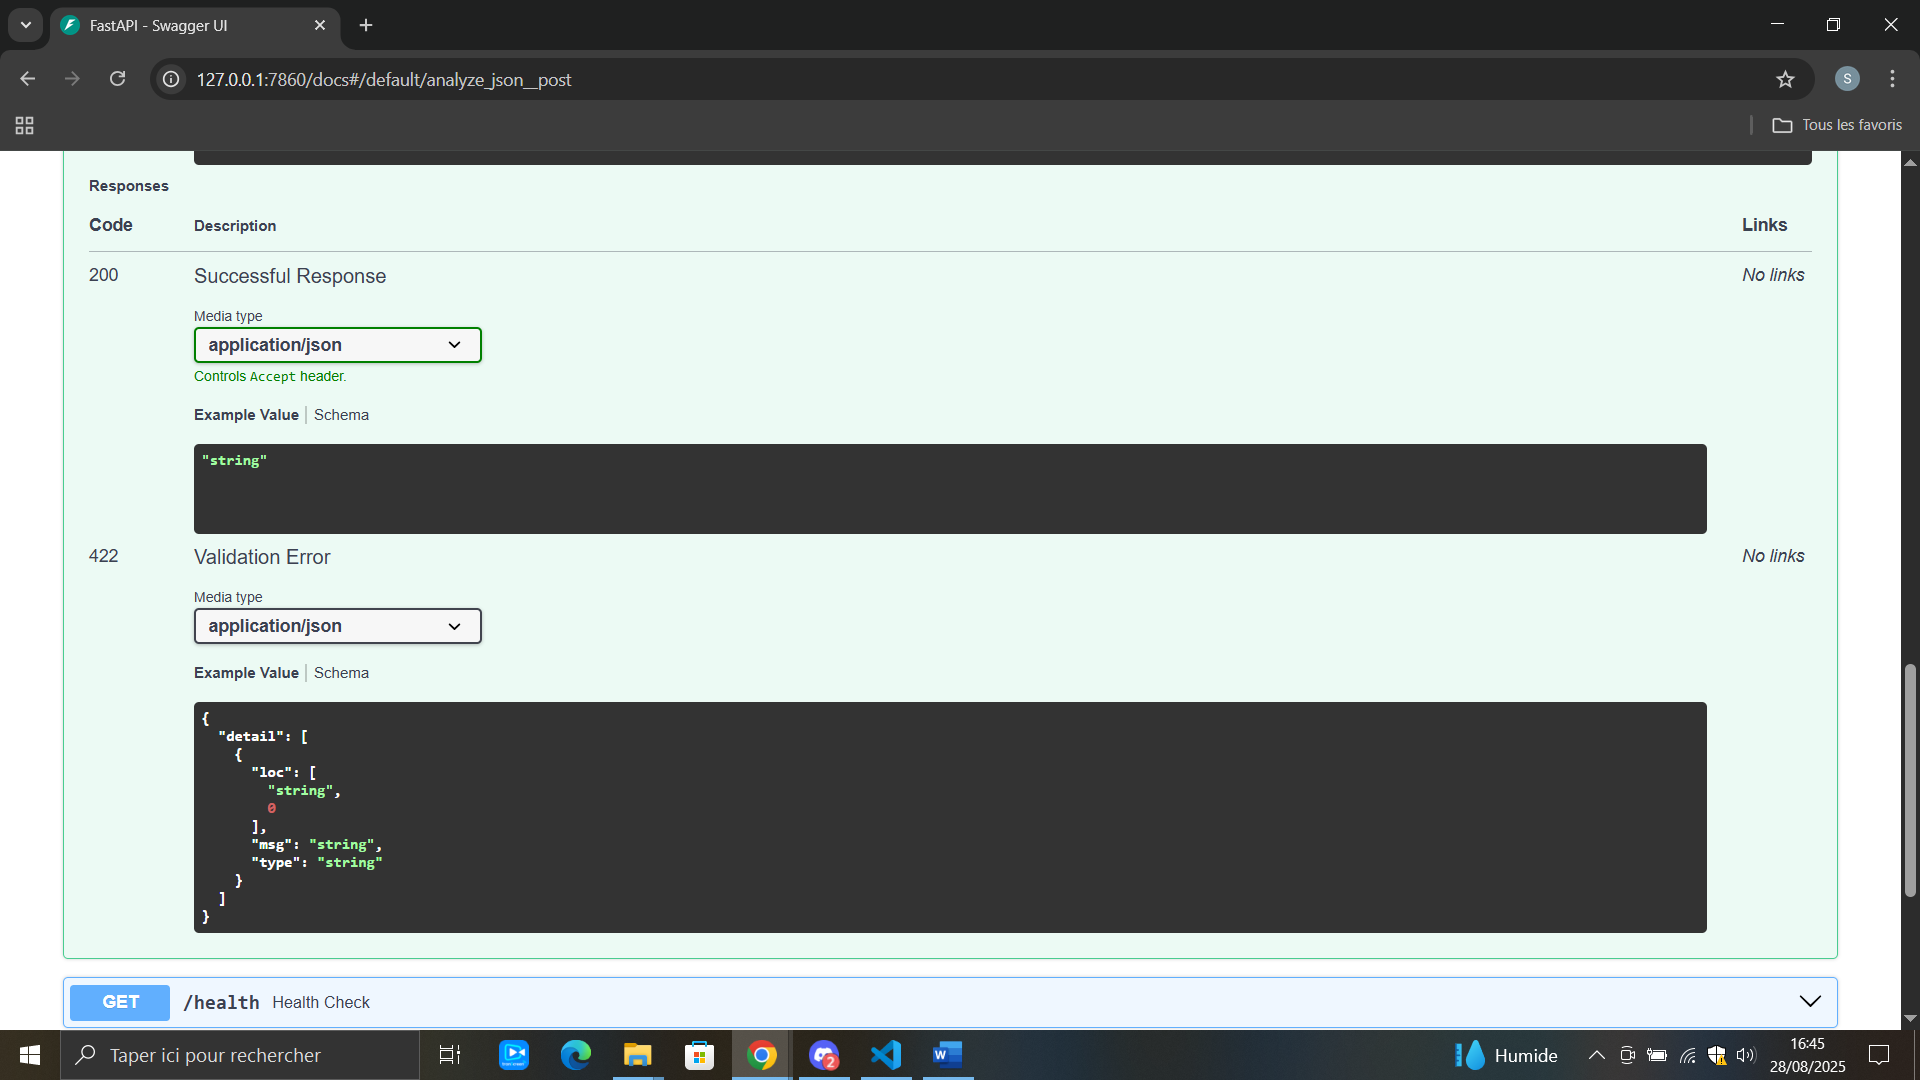 FastAPI - Swagger UI
127.0.0.1:7860/docs#/default/analyze_json__post
S
Tous les favoris
Responses
Code Description Links
200 Successful Response No links
Media type
application/json
Controls Accept header.
Example Value Schema
"string"
422 Validation Error No links
Media type
application/json
Example Value Schema
{
  "detail": [
    {
      "loc": [
        "string",
        0
      ],
      "msg": "string",
      "type": "string"
    }
  ]
}
GET /health Health Check
Taper ici pour rechercher
2
W
Humide
16:45
28/08/2025